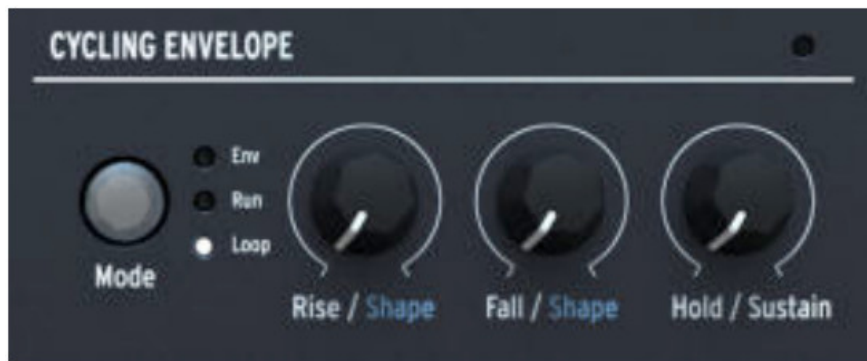 CYCLING ENVELOPE
Env
Run
Loop
Mode
Rise / Shape
Fall / Shape
Hold / Sustain